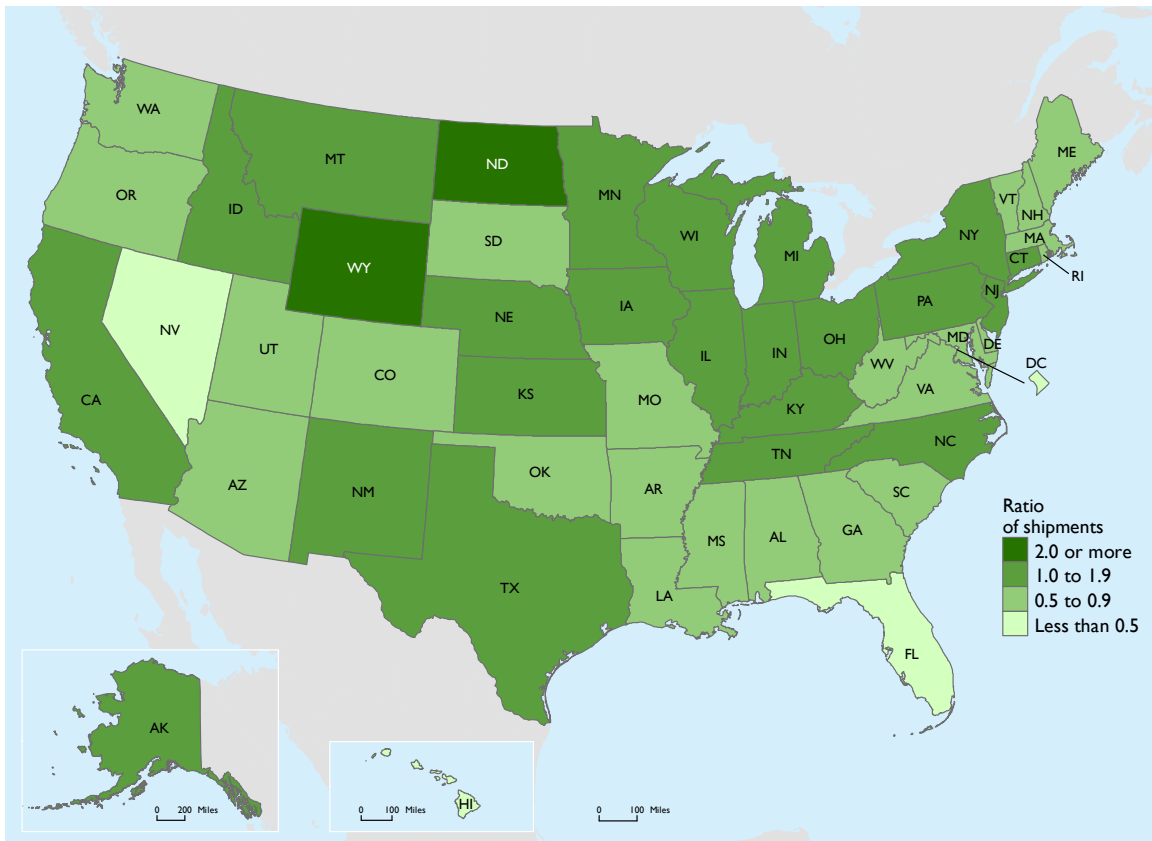 WA
OR
CA
NV
ID
MT
WY
UT
AZ
CO
NM
ND
SD
NE
KS
OK
TX
MN
IA
MO
AR
LA
WI
IL
MI
IN
OH
KY
TN
MS
AL
GA
FL
SC
NC
VA
WV
MD
DE
DC
PA
NJ
NY
CT
RI
MA
VT
NH
ME
Ratio
of shipments
2.0 or more
1.0 to 1.9
0.5 to 0.9
Less than 0.5
AK
0 200 Miles
HI
0 100 Miles
0 100 Miles